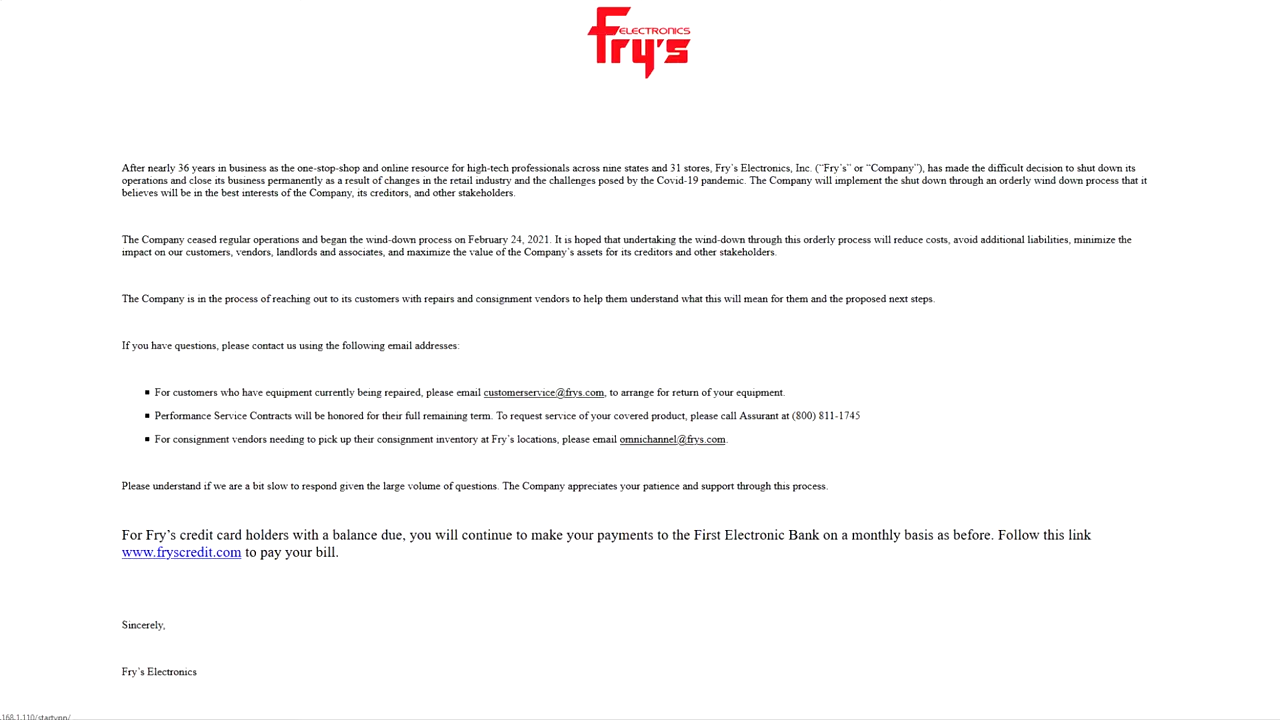 ELECTRONICS
Fry's
After nearly 36 years in business as the one-stop-shop and online resource for high-tech professionals across nine states and 31 stores, Fry's Electronics, Inc. (“Fry's” or “Company”), has made the difficult decision to shut down its
operations and close its business permanently as a result of changes in the retail industry and the challenges posed by the Covid-19 pandemic. The Company will implement the shut down through an orderly wind down process that it
believes will be in the best interests of the Company, its creditors, and other stakeholders.
The Company ceased regular operations and began the wind-down process on February 24, 2021. It is hoped that undertaking the wind-down through this orderly process will reduce costs, avoid additional liabilities, minimize the
impact on our customers, vendors, landlords and associates, and maximize the value of the Company's assets for its creditors and other stakeholders.
The Company is in the process of reaching out to its customers with repairs and consignment vendors to help them understand what this will mean for them and the proposed next steps.
If you have questions, please contact us using the following email addresses:
▪ For customers who have equipment currently being repaired, please email customerservice@frys.com, to arrange for return of your equipment.
▪ Performance Service Contracts will be honored for their full remaining term. To request service of your covered product, please call Assurant at (800) 811-1745
▪ For consignment vendors needing to pick up their consignment inventory at Fry's locations, please email omnichannel@frys.com.
Please understand if we are a bit slow to respond given the large volume of questions. The Company appreciates your patience and support through this process.
For Fry's credit card holders with a balance due, you will continue to make your payments to the First Electronic Bank on a monthly basis as before. Follow this link
www.fryscredit.com to pay your bill.
Sincerely,
Fry's Electronics